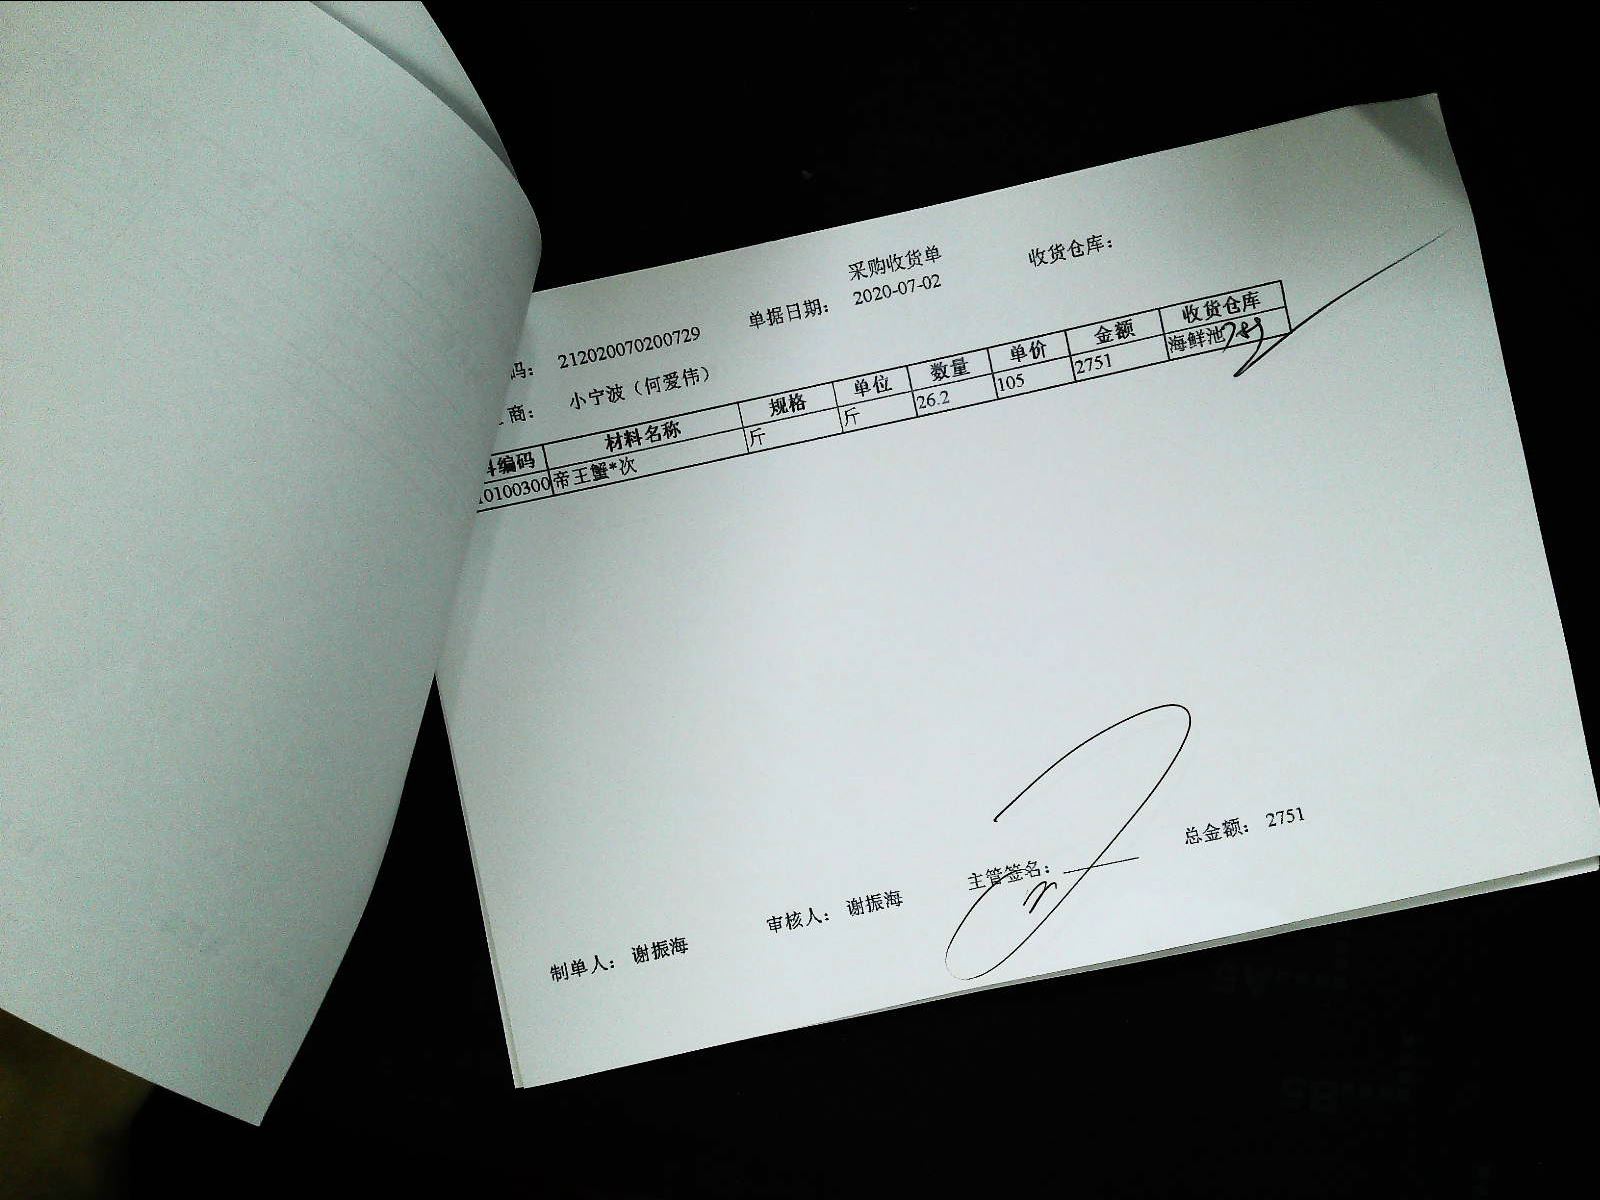 采购收货单
码： 212020070200729 单据日期： 2020-07-02 收货仓库：
商： 小宁波（何爱伟）
编码 材料名称 规格 单位 数量 单价 金额 收货仓库
10100300 帝王蟹*次 斤 斤 26.2 105 2751 海鲜池
制单人： 谢振海 审核人： 谢振海 主管签名： 总金额： 2751